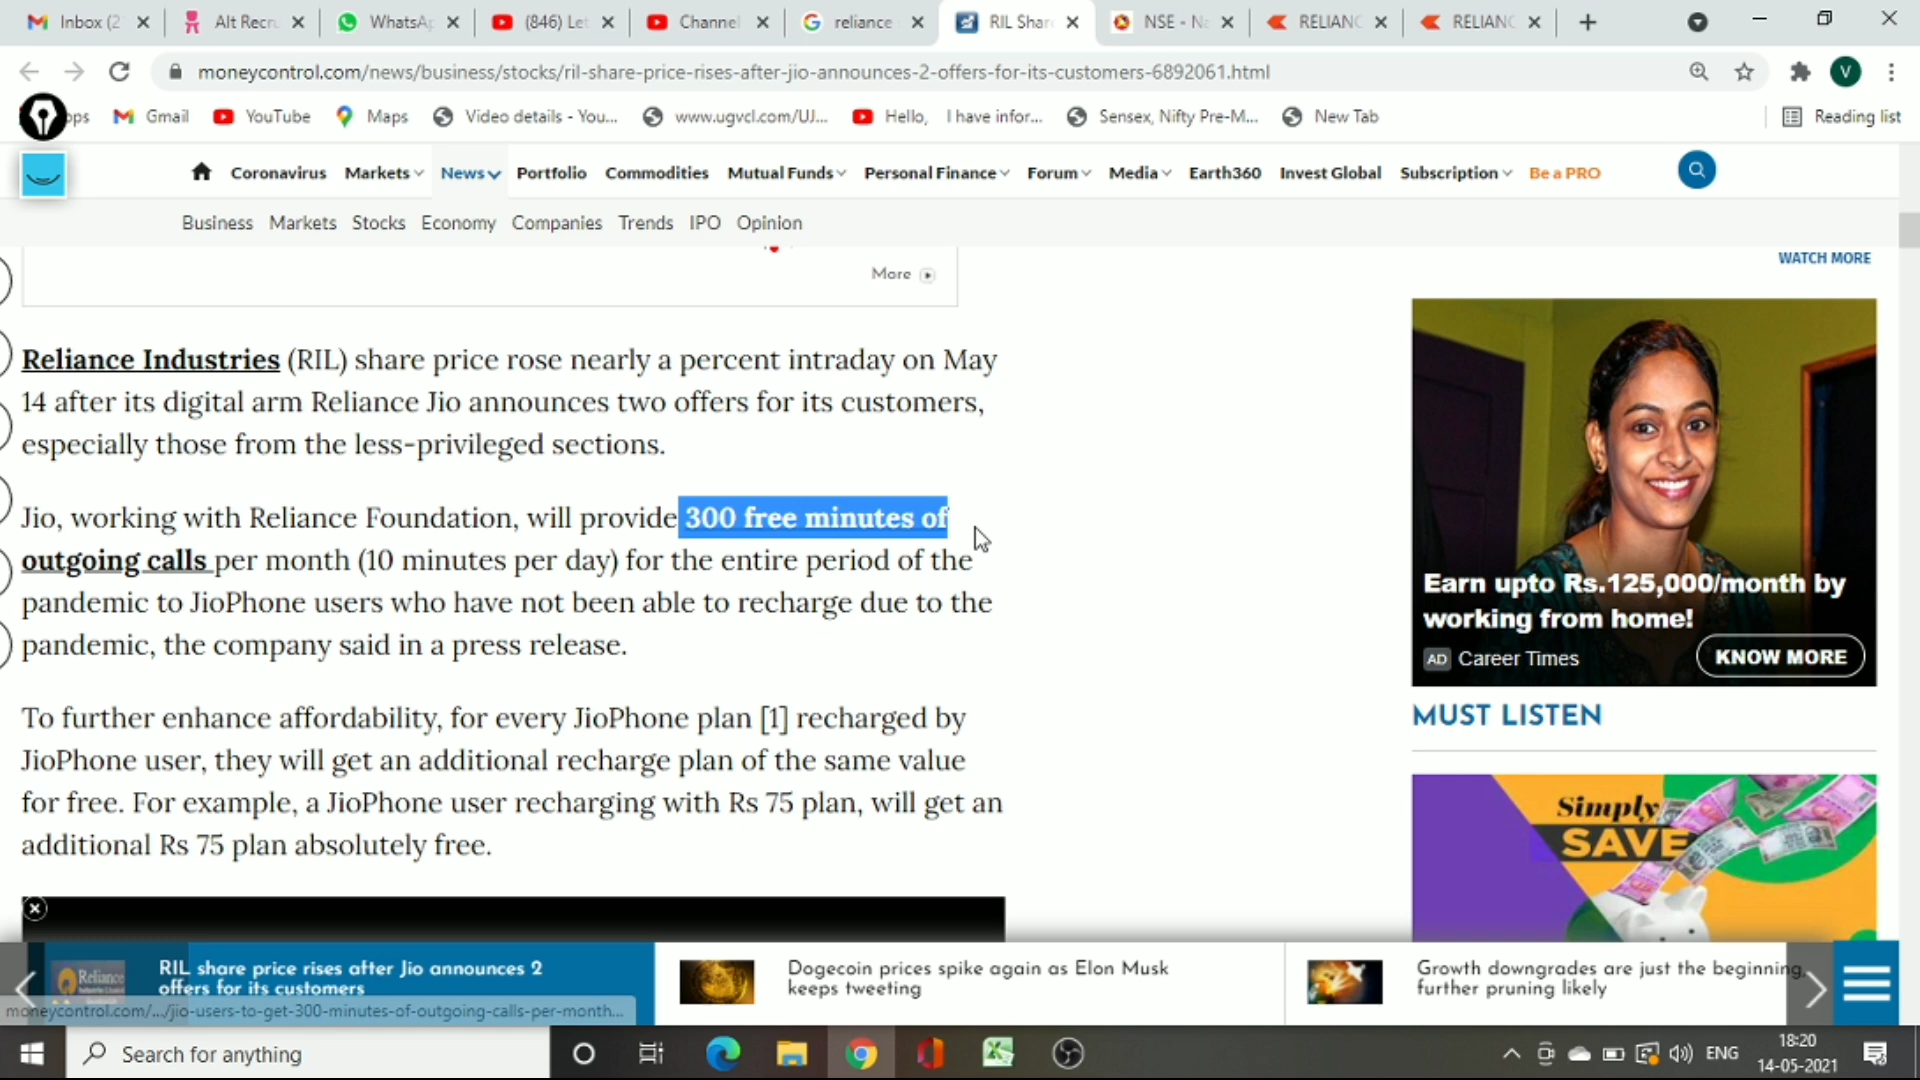 Inbox (2
Alt Recru
WhatsAp
(846) Let
Channel
reliance
RIL Shar
NSE - Na
RELIANC
RELIANC
moneycontrol.com/news/business/stocks/ril-share-price-rises-after-jio-announces-2-offers-for-its-customers-6892061.html
V
pps
Gmail
YouTube
Maps
Video details - You...
www.ugvcl.com/UJ...
Hello, I have infor...
Sensex, Nifty Pre-M...
New Tab
Reading list
Coronavirus Markets News Portfolio Commodities Mutual Funds Personal Finance Forum Media Earth360 Invest Global Subscription Be a PRO
Business Markets Stocks Economy Companies Trends IPO Opinion
More
WATCH MORE
Reliance Industries (RIL) share price rose nearly a percent intraday on May
14 after its digital arm Reliance Jio announces two offers for its customers,
especially those from the less-privileged sections.
Jio, working with Reliance Foundation, will provide 300 free minutes of
outgoing calls per month (10 minutes per day) for the entire period of the
pandemic to JioPhone users who have not been able to recharge due to the
pandemic, the company said in a press release.
To further enhance affordability, for every JioPhone plan [1] recharged by
JioPhone user, they will get an additional recharge plan of the same value
for free. For example, a JioPhone user recharging with Rs 75 plan, will get an
additional Rs 75 plan absolutely free.
Earn upto Rs.125,000/month by
working from home!
AD Career Times
KNOW MORE
MUST LISTEN
Simply
SAVE
Reliance
RIL share price rises after Jio announces 2
offers for its customers
Dogecoin prices spike again as Elon Musk
keeps tweeting
Growth downgrades are just the beginning,
further pruning likely
moneycontrol.com/.../jio-users-to-get-300-minutes-of-outgoing-calls-per-month...
Search for anything
ENG
18:20
14-05-2021